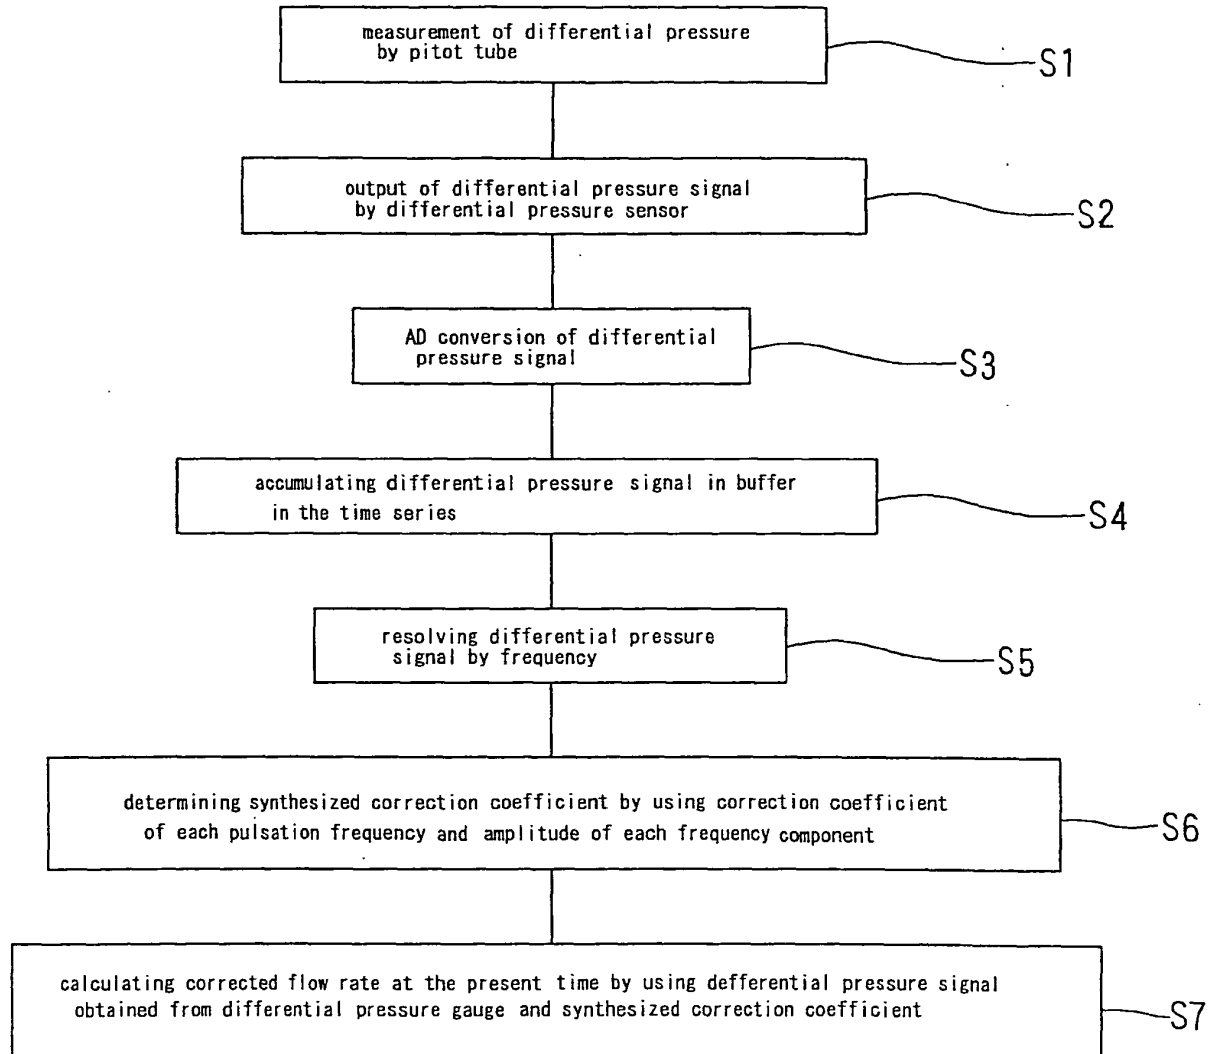 measurement of differential pressure
by pitot tube
S1
output of differential pressure signal
by differential pressure sensor
S2
AD conversion of differential
pressure signal
S3
accumulating differential pressure signal in buffer
in the time series
S4
resolving differential pressure
signal by frequency
S5
determining synthesized correction coefficient by using correction coefficient
of each pulsation frequency and amplitude of each frequency component
S6
calculating corrected flow rate at the present time by using defferential pressure signal
obtained from differential pressure gauge and synthesized correction coefficient
S7